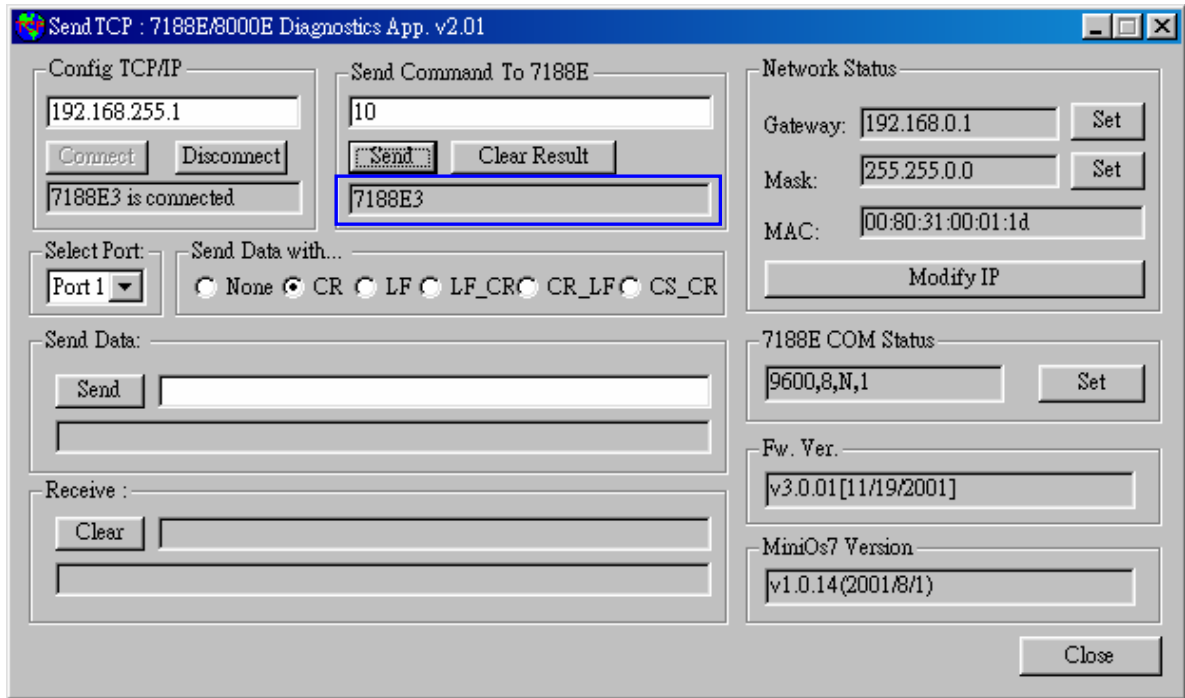 SendTCP : 7188E/8000E Diagnostics App. v2.01
Config TCP/IP
192.168.255.1
Connect Disconnect
7188E3 is connected
Send Command To 7188E
10
Send Clear Result
7188E3
Network Status
Gateway: 192.168.0.1 Set
Mask: 255.255.0.0 Set
MAC: 00:80:31:00:01:1d
Modify IP
Select Port:
Port 1
Send Data with...
None CR LF LF_CR CR_LF CS_CR
Send Data:
Send
7188E COM Status
9600,8,N,1 Set
Receive :
Clear
Fw. Ver.
v3.0.01[11/19/2001]
MiniOs7 Version
v1.0.14(2001/8/1)
Close